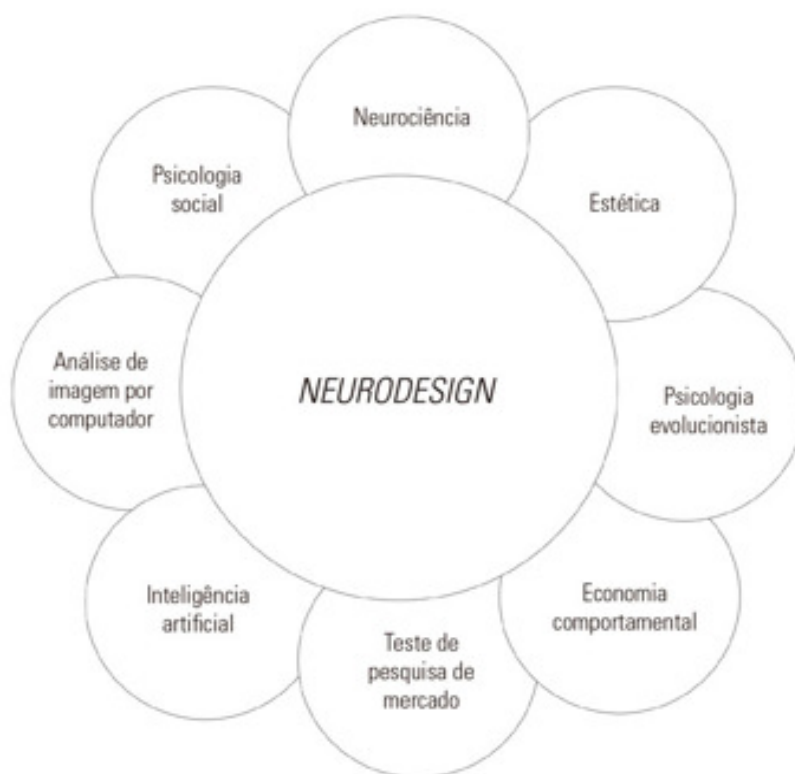 Neurociência
Estética
Psicologia
evolucionista
Economia
comportamental
Teste de
pesquisa de
mercado
Inteligência
artificial
Análise de
imagem por
computador
Psicologia
social
NEURODESIGN